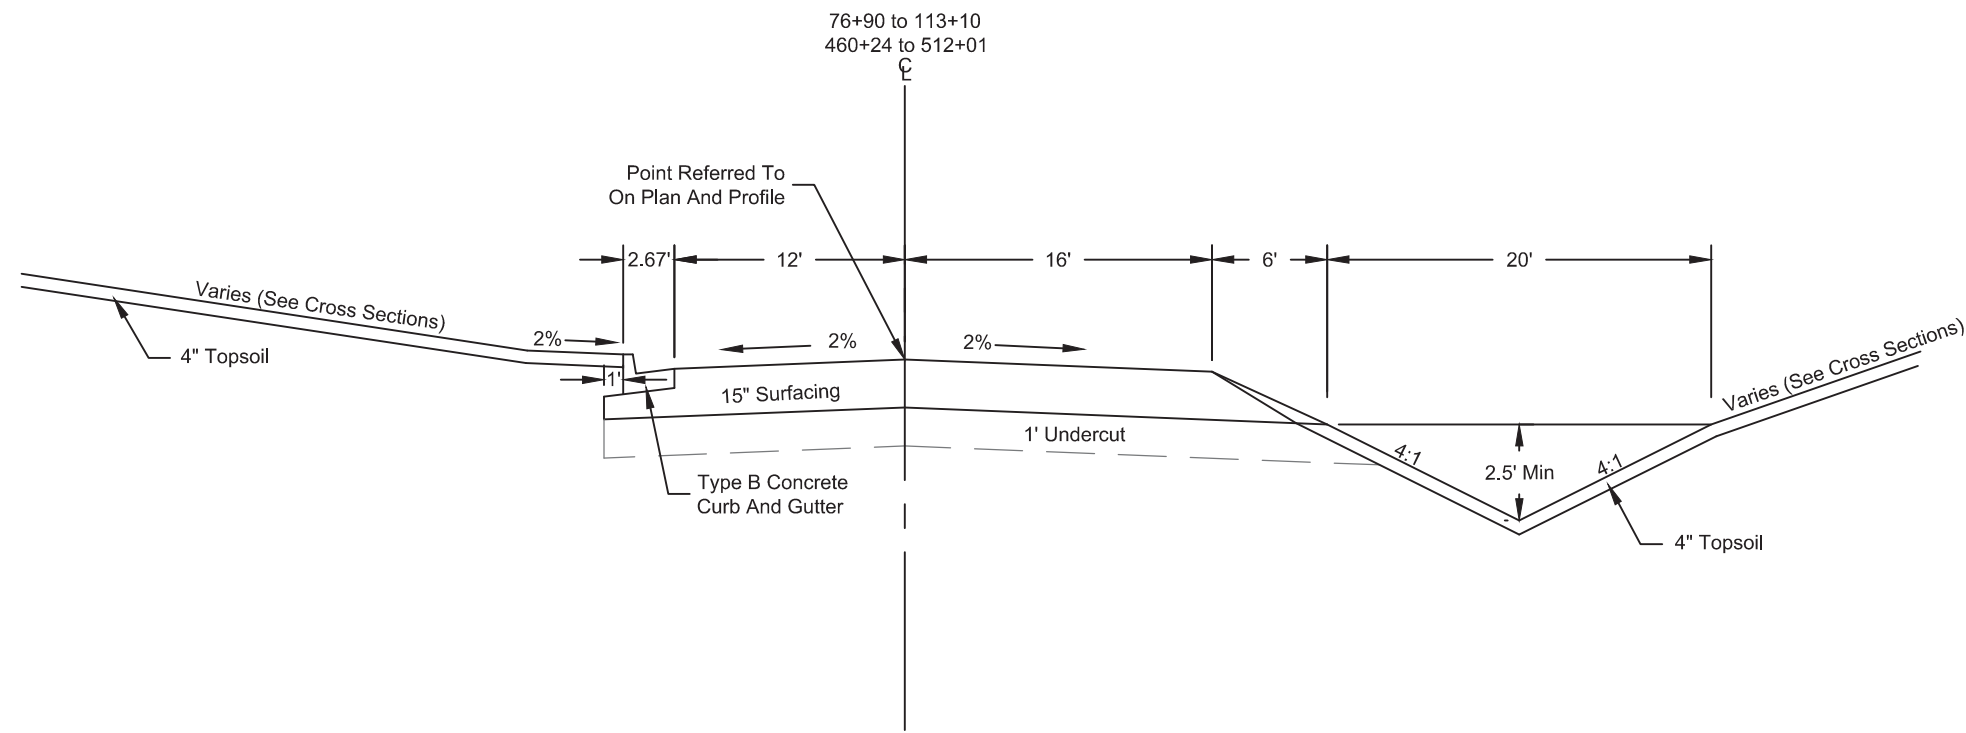 76+90 to 113+10
460+24 to 512+01
℄
Point Referred To
On Plan And Profile
2.67'
12'
16'
6'
20'
Varies (See Cross Sections)
4" Topsoil
2%
2%
2%
1'
15" Surfacing
1' Undercut
Type B Concrete
Curb And Gutter
4:1
2.5' Min
4:1
4" Topsoil
Varies (See Cross Sections)